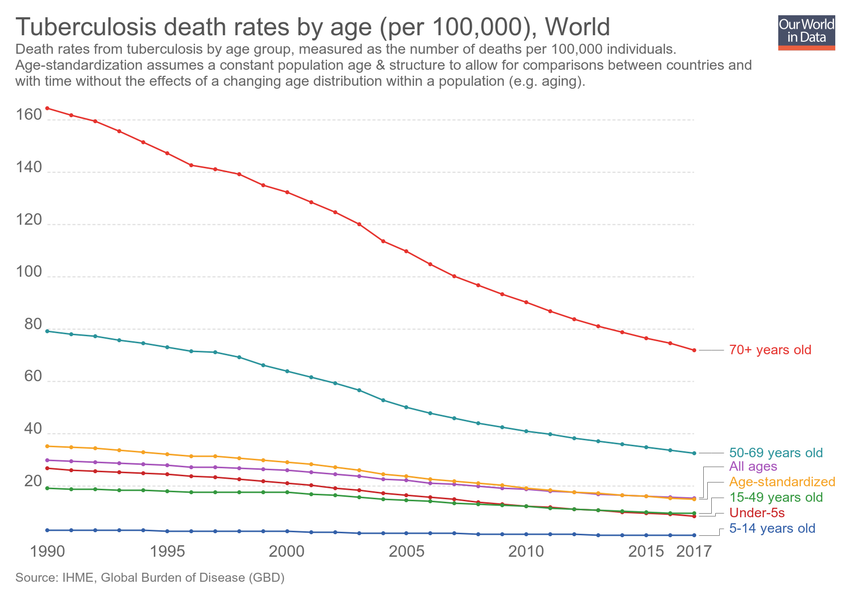 Tuberculosis death rates by age (per 100,000), World
Our World
in Data
Death rates from tuberculosis by age group, measured as the number of deaths per 100,000 individuals.
Age-standardization assumes a constant population age & structure to allow for comparisons between countries and
with time without the effects of a changing age distribution within a population (e.g. aging).
160
140
120
100
80
60
40
20
70+ years old
50-69 years old
All ages
Age-standardized
15-49 years old
Under-5s
5-14 years old
1990
1995
2000
2005
2010
2015
2017
Source: IHME, Global Burden of Disease (GBD)